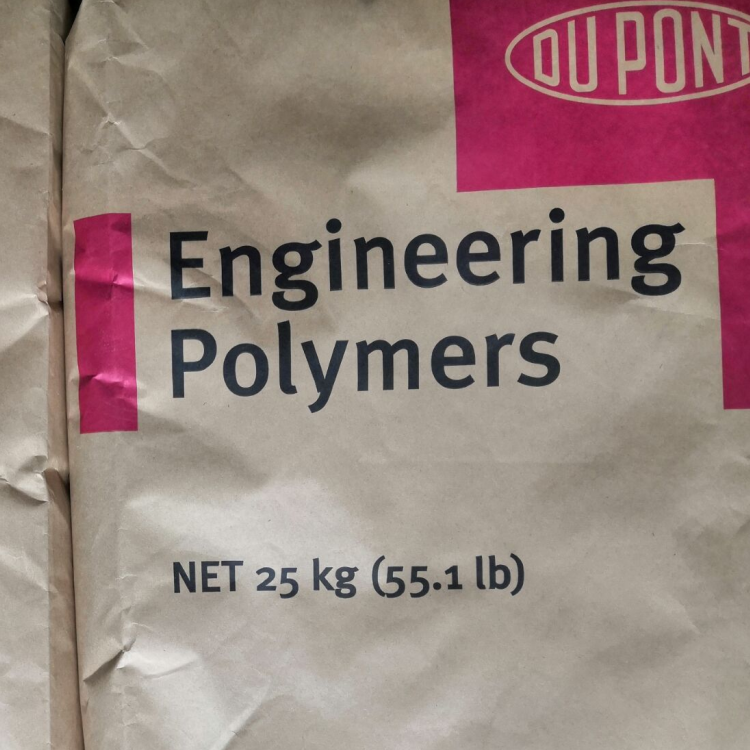 DU PONT
Engineering
Polymers
NET 25 kg (55.1 lb)